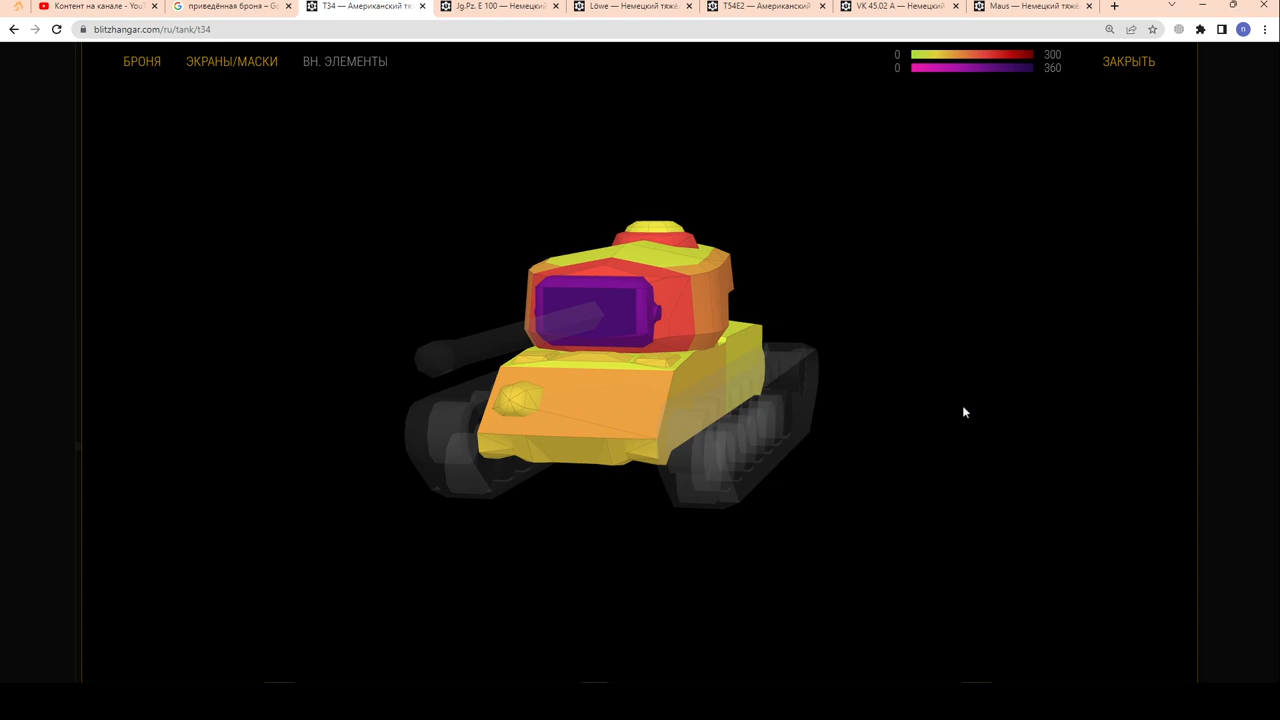 Контент на канале - YouT
приведённая броня – Go
T34 — Американский тя
Jg.Pz. E 100 — Немецкий
Löwe — Немецкий тяжё
T54E2 — Американский
VK 45.02 A — Немецкий
Maus — Немецкий тяжё
blitzhangar.com/ru/tank/t34
n
БРОНЯ ЭКРАНЫ/МАСКИ ВН. ЭЛЕМЕНТЫ
0 300
0 360
ЗАКРЫТЬ